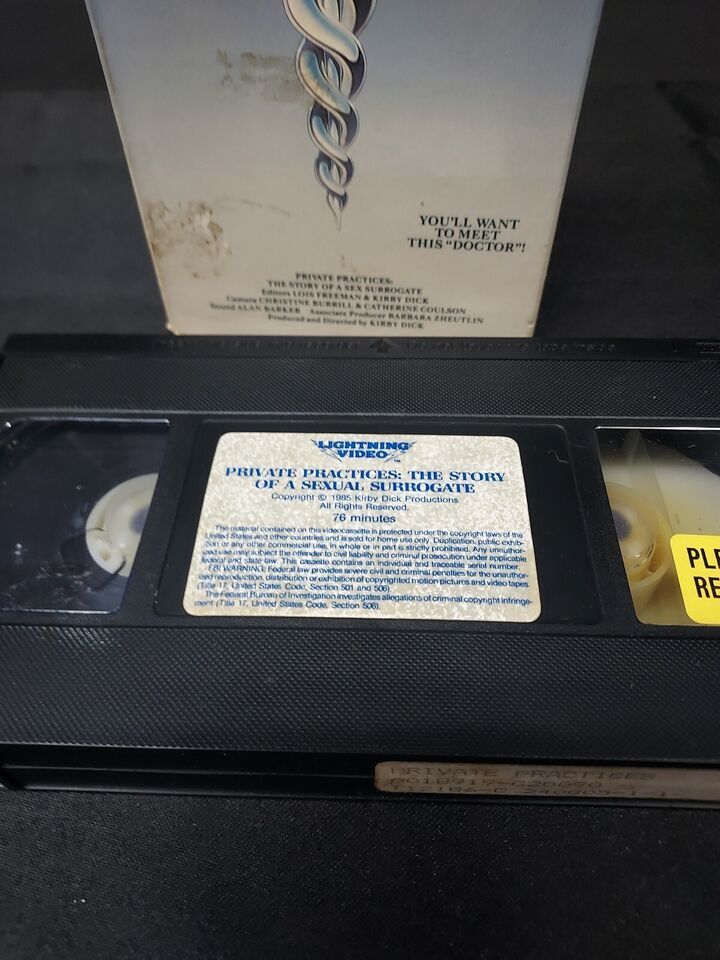 YOU'LL WANT
TO MEET
THIS "DOCTOR"!
PRIVATE PRACTICES:
THE STORY OF A SEX SURROGATE
Editors LOIS FREEMAN & KIRBY DICK
Camera CHRISTINE BURRILL & CATHERINE COULSON
Sound ALAN BARKER Associate Producer BARBARA ZHEUTLIN
Produced and Directed by KIRBY DICK
LIGHTNING
VIDEO™
PRIVATE PRACTICES: THE STORY
OF A SEXUAL SURROGATE
Copyright © 1985 Kirby Dick Productions
All Rights Reserved.
76 minutes
The material contained on this videocassette is protected under the copyright laws of the
United States and other countries and is sold for home use only. Duplication, public exhib-
ition or any other commercial use, in whole or in part is strictly prohibited. Any unauthor-
ized use may subject the offender to civil liability and criminal prosecution under applicable
federal and state law. This cassette contains an individual and traceable serial number.
FBI WARNING: Federal law provides severe civil and criminal penalties for the unauthor-
ized reproduction, distribution or exhibition of copyrighted motion pictures and video tapes.
(Title 17, United States Code, Section 501 and 506)
The Federal Bureau of Investigation investigates allegations of criminal copyright infringe-
ment (Title 17, United States Code, Section 506)
PLE
RE
PRIVATE PRACTICES